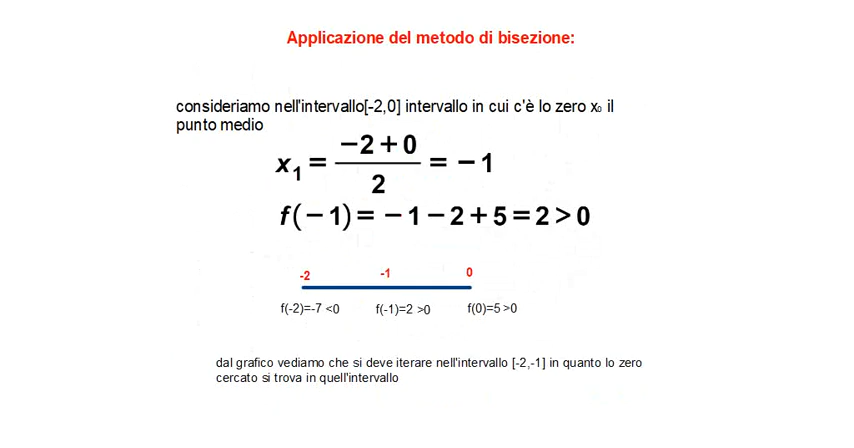 Applicazione del metodo di bisezione:
consideriamo nell'intervallo[-2,0] intervallo in cui c'è lo zero x₀ il
punto medio
x₁ = (−2+0)/2 = −1
f(−1)= −1−2+5=2>0
-2 -1 0
f(-2)=-7 <0 f(-1)=2 >0 f(0)=5 >0
dal grafico vediamo che si deve iterare nell'intervallo [-2,-1] in quanto lo zero
cercato si trova in quell'intervallo